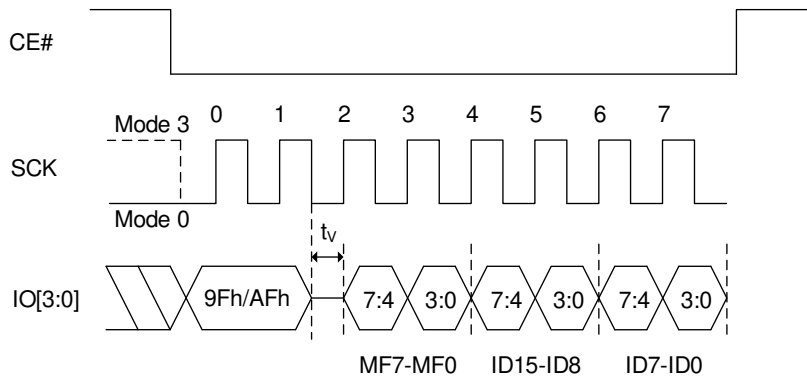 CE#
Mode 3
0 1 2 3 4 5 6 7
SCK
Mode 0
tV
IO[3:0]
9Fh/AFh 7:4 3:0 7:4 3:0 7:4 3:0
MF7-MF0 ID15-ID8 ID7-ID0